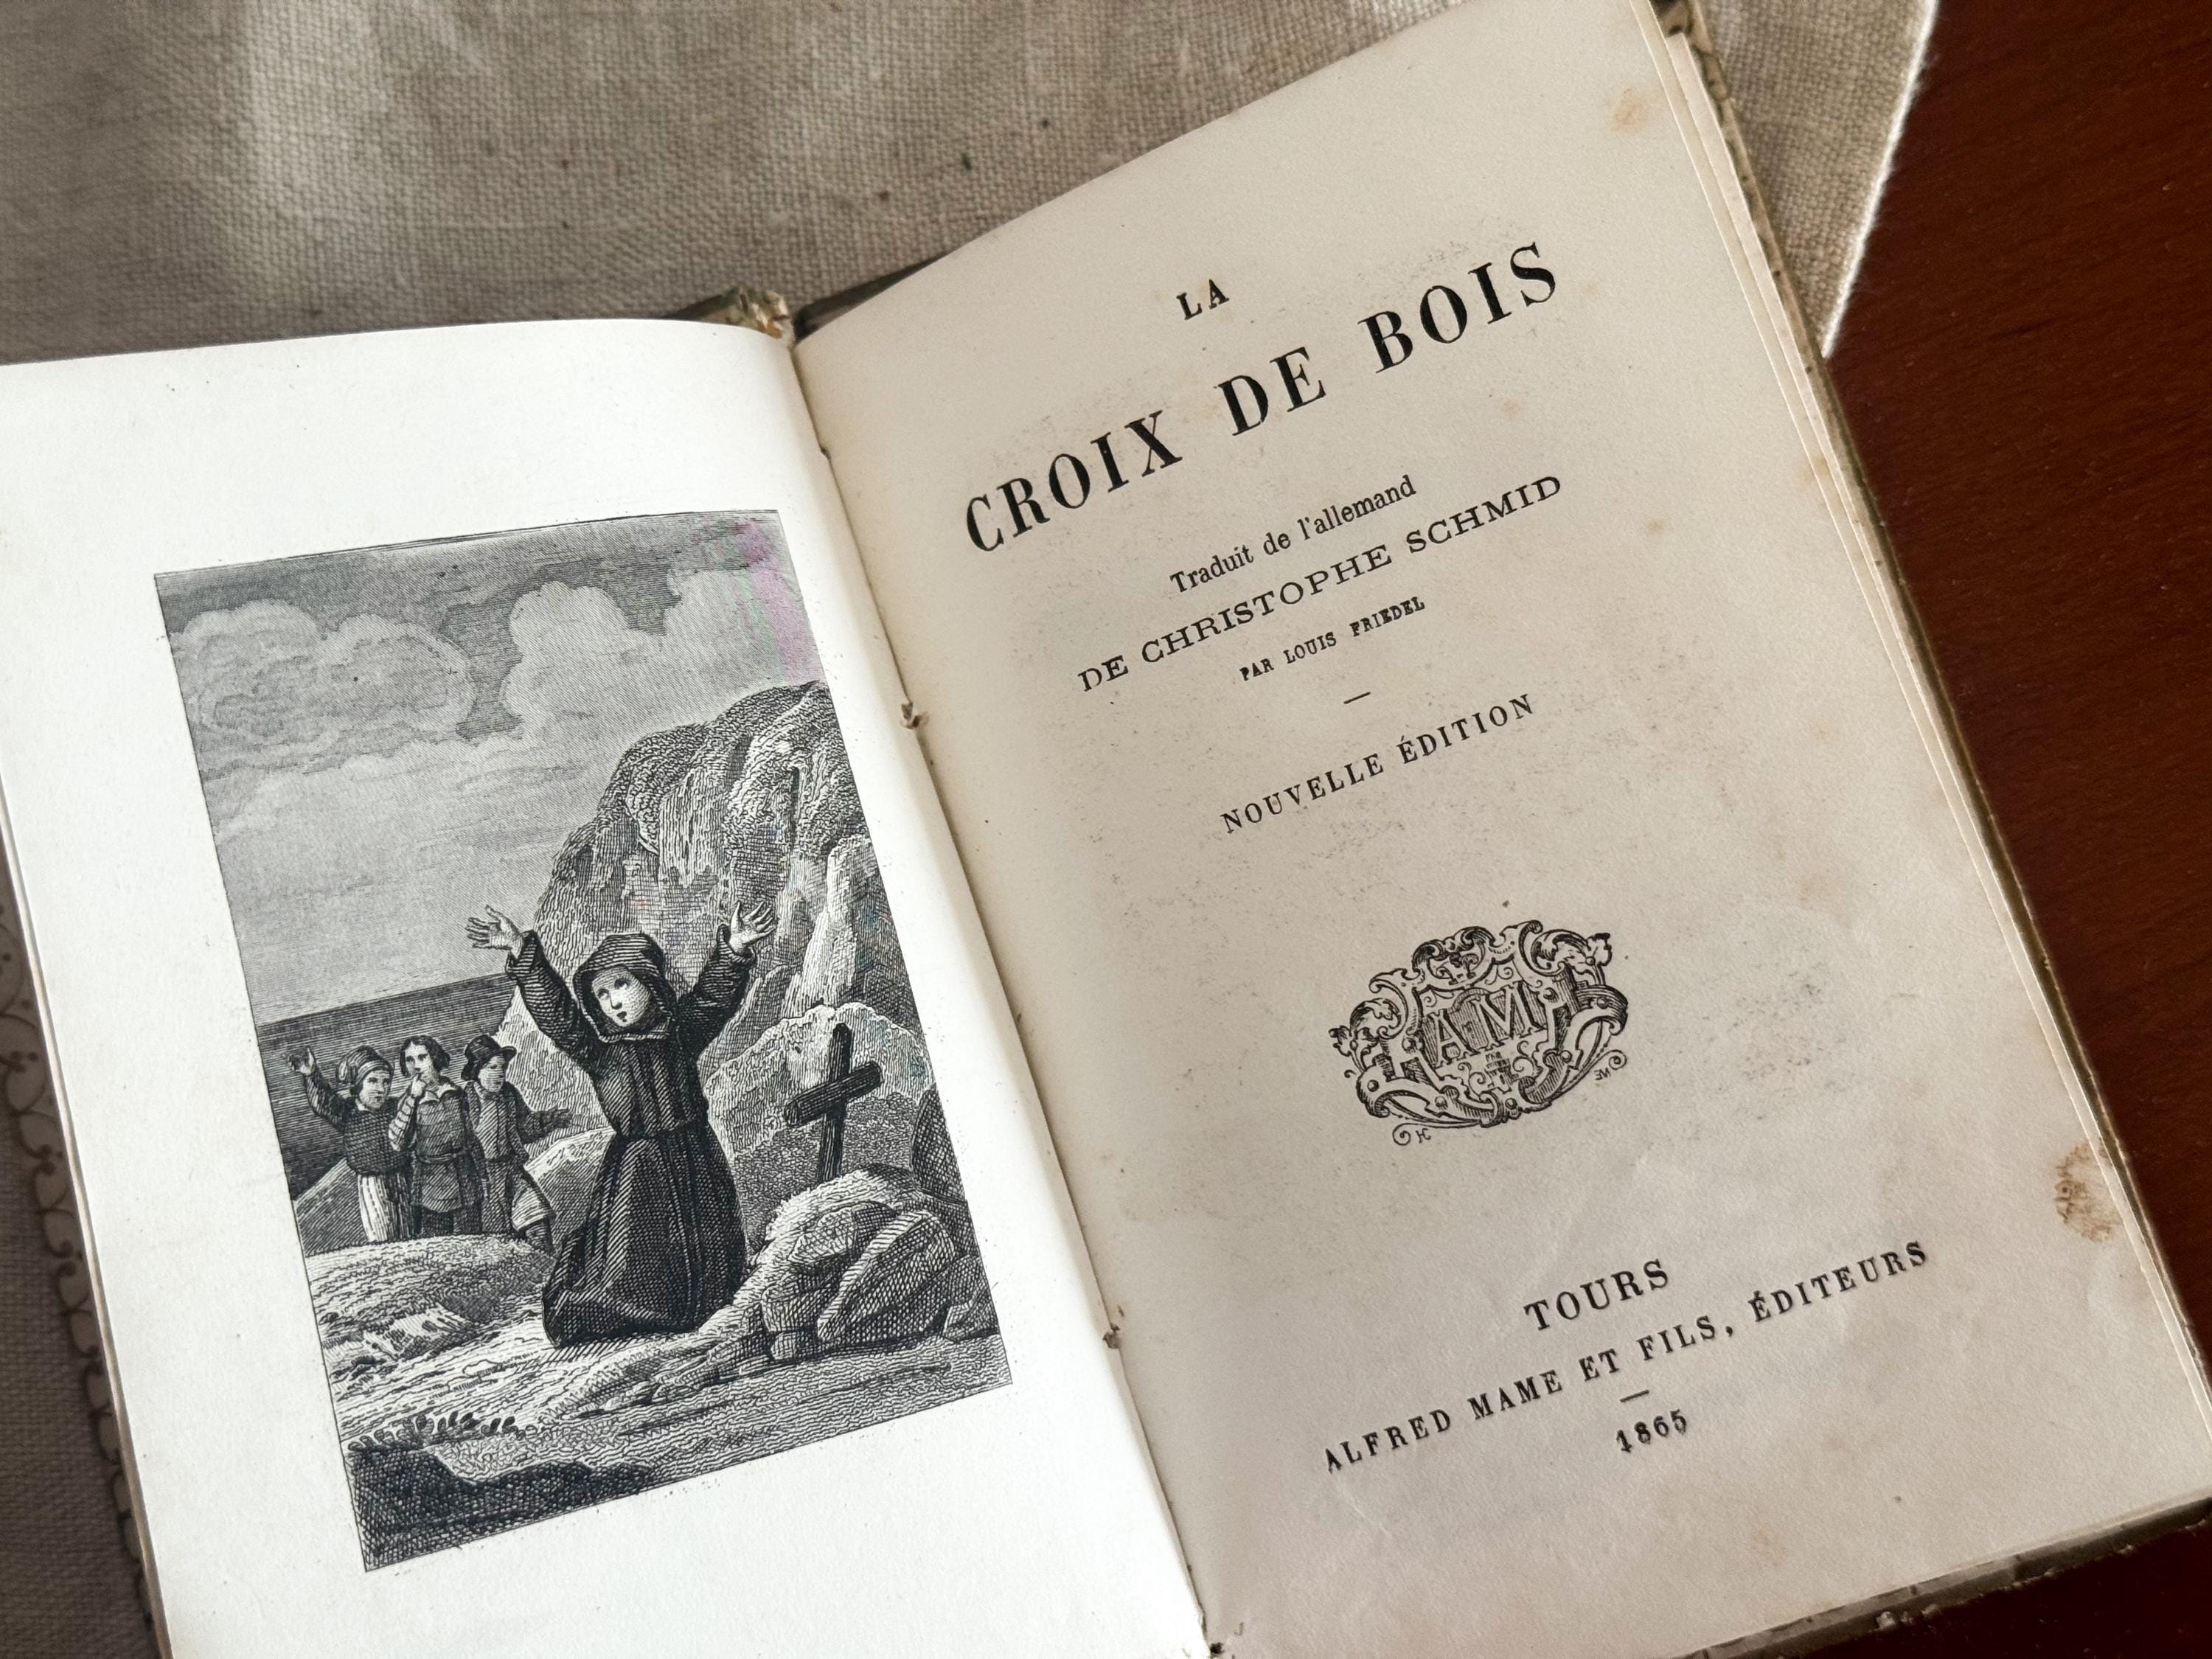 LA
CROIX DE BOIS
Traduit de l'allemand
DE CHRISTOPHE SCHMID
PAR LOUIS FRIEDEL
NOUVELLE ÉDITION
AM
TOURS
ALFRED MAME ET FILS, ÉDITEURS
1865